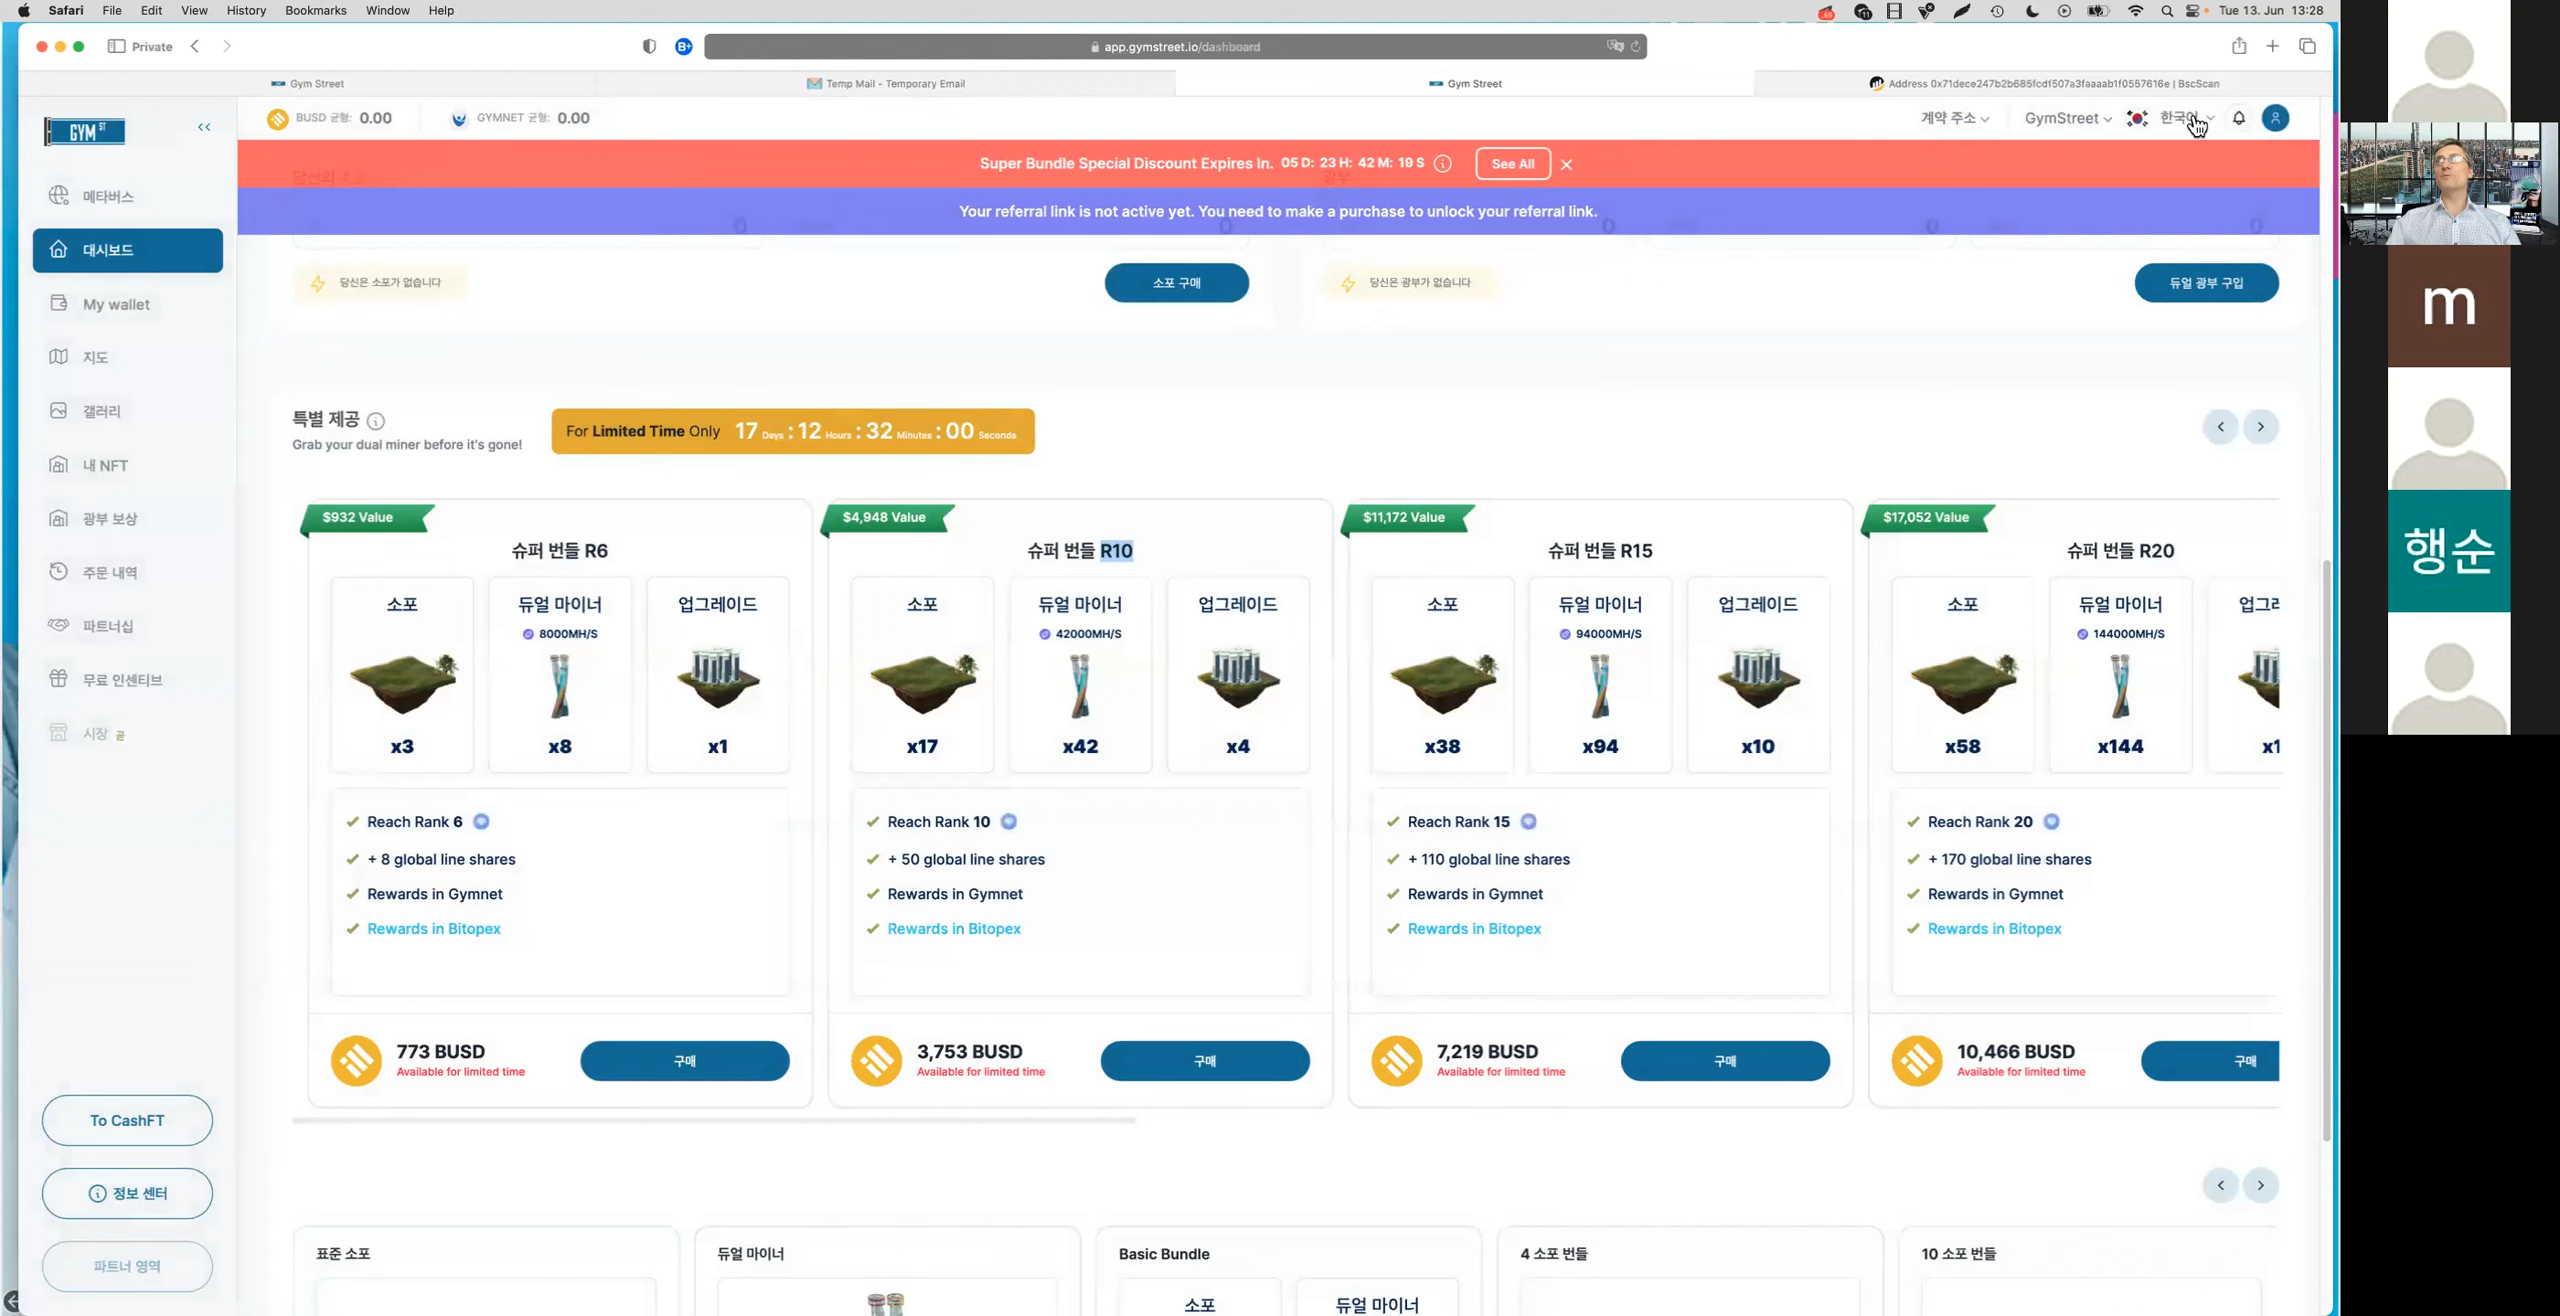 Safari File Edit View History Bookmarks Window Help
Tue 13. Jun 13:28
Private
B+
app.gymstreet.io/dashboard
Gym Street
Temp Mail - Temporary Email
Gym Street
Address 0x71dece247b2b685fcdf507a3faaaab1f0557616e | BscScan
GYM ST
BUSD 균형: 0.00
GYMNET 균형: 0.00
계약 주소
GymStreet
한국어
Super Bundle Special Discount Expires In. 05 D: 23 H: 42 M: 19 S
See All
Your referral link is not active yet. You need to make a purchase to unlock your referral link.
메타버스
대시보드
My wallet
지도
갤러리
내 NFT
광부 보상
주문 내역
파트너십
무료 인센티브
시장 곧
To CashFT
정보 센터
파트너 영역
당신은 소포가 없습니다
소포 구매
당신은 광부가 없습니다
듀얼 광부 구입
특별 제공
Grab your dual miner before it's gone!
For Limited Time Only 17 Days : 12 Hours : 32 Minutes : 00 Seconds
$932 Value
슈퍼 번들 R6
소포
x3
듀얼 마이너
8000MH/S
x8
업그레이드
x1
Reach Rank 6
+ 8 global line shares
Rewards in Gymnet
Rewards in Bitopex
773 BUSD
Available for limited time
구매
$4,948 Value
슈퍼 번들 R10
소포
x17
듀얼 마이너
42000MH/S
x42
업그레이드
x4
Reach Rank 10
+ 50 global line shares
Rewards in Gymnet
Rewards in Bitopex
3,753 BUSD
Available for limited time
구매
$11,172 Value
슈퍼 번들 R15
소포
x38
듀얼 마이너
94000MH/S
x94
업그레이드
x10
Reach Rank 15
+ 110 global line shares
Rewards in Gymnet
Rewards in Bitopex
7,219 BUSD
Available for limited time
구매
$17,052 Value
슈퍼 번들 R20
소포
x58
듀얼 마이너
144000MH/S
x144
업그레
x1
Reach Rank 20
+ 170 global line shares
Rewards in Gymnet
Rewards in Bitopex
10,466 BUSD
Available for limited time
구매
표준 소포
듀얼 마이너
Basic Bundle
소포
듀얼 마이너
4 소포 번들
10 소포 번들
m
행순